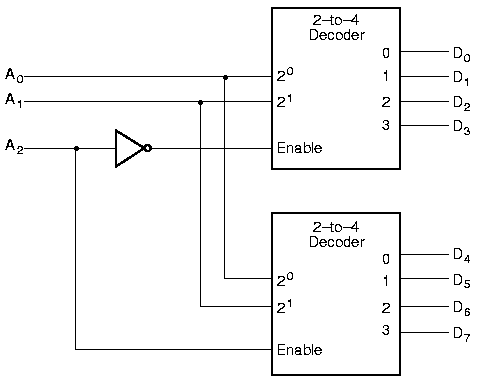 2-to-4
Decoder
A0
A1
A2
2^0
2^1
Enable
0
1
2
3
D0
D1
D2
D3
2-to-4
Decoder
2^0
2^1
Enable
0
1
2
3
D4
D5
D6
D7